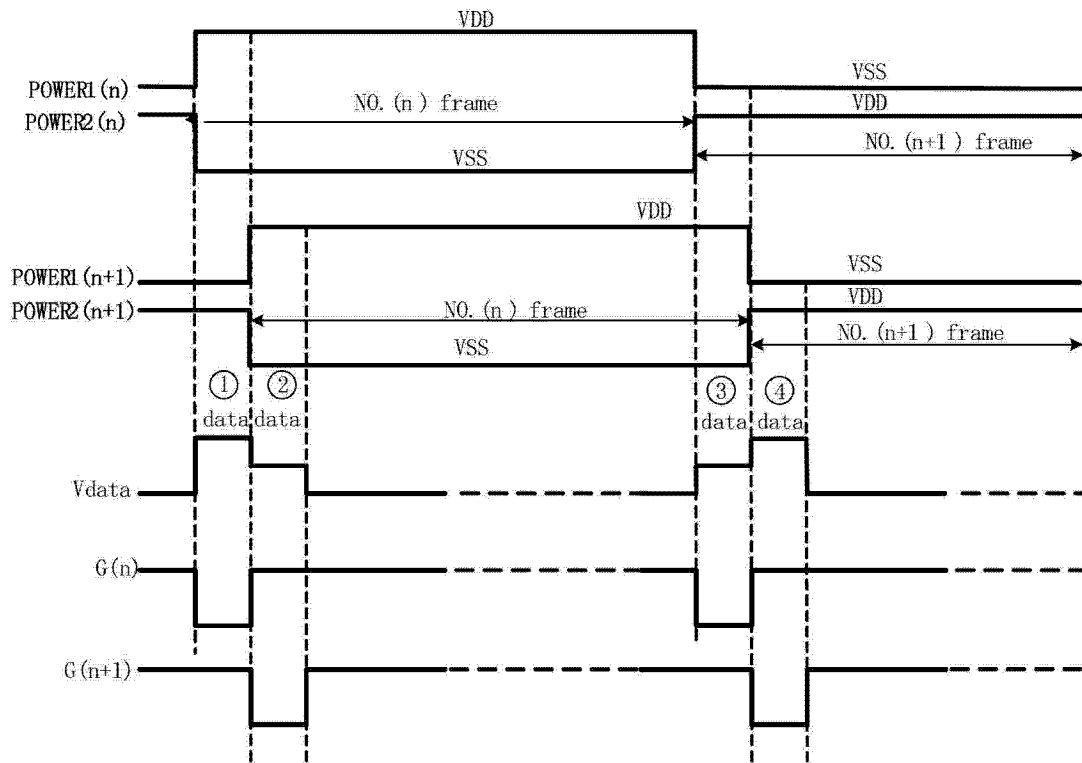 VDD
POWER1(n)
VSS
POWER2(n)
NO.(n) frame
VDD
VSS
NO.(n+1) frame
VDD
POWER1(n+1)
VSS
POWER2(n+1)
NO.(n) frame
VDD
VSS
NO.(n+1) frame
① ② ③ ④
data data data data
Vdata
G(n)
G(n+1)